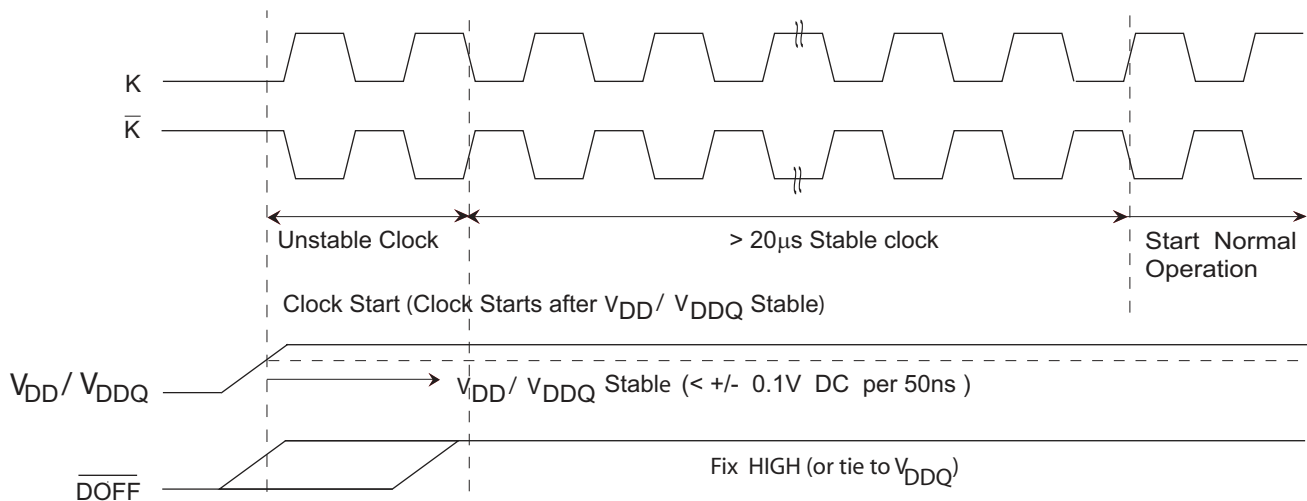 K
K̅
Unstable Clock
> 20μs Stable clock
Start Normal
Operation
Clock Start (Clock Starts after VDD / VDDQ Stable)
VDD / VDDQ
VDD / VDDQ Stable (< +/- 0.1V DC per 50ns )
D̅O̅F̅F̅
Fix HIGH (or tie to VDDQ)